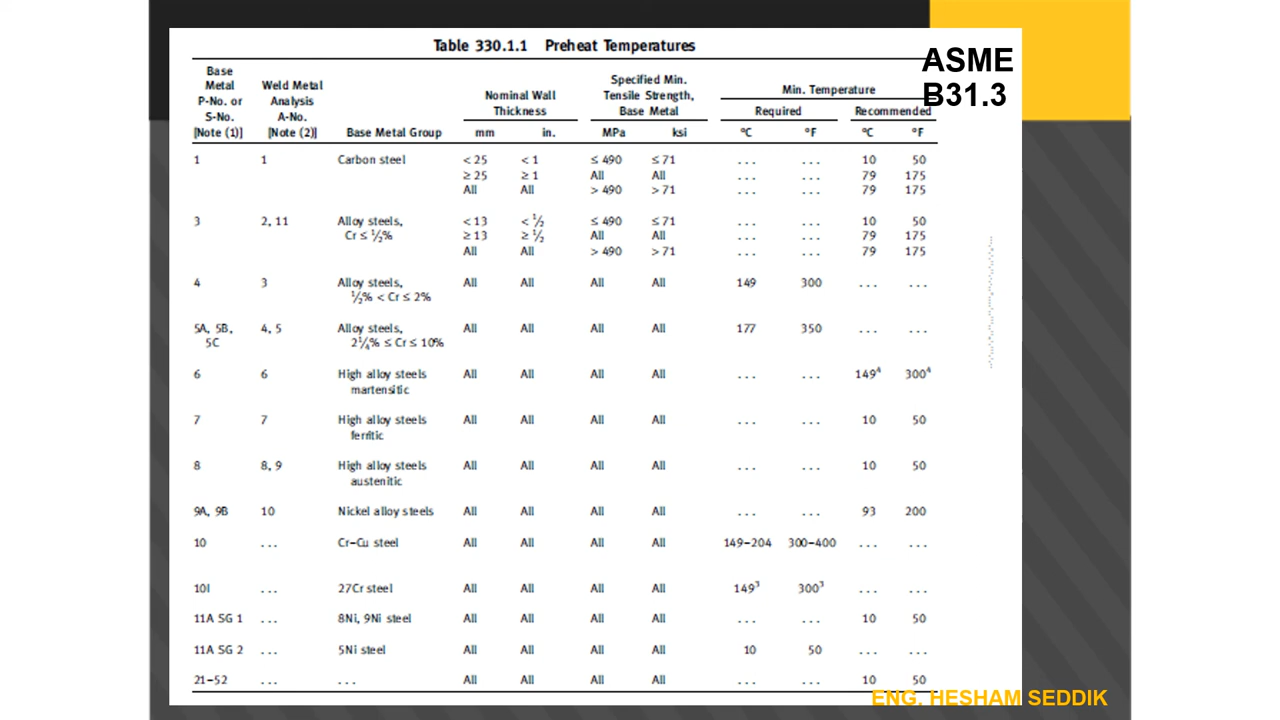 Table 330.1.1 Preheat Temperatures
ASME
B31.3
Base
Metal
P-No. or
S-No.
[Note (1)]
Weld Metal
Analysis
A-No.
[Note (2)]
Base Metal Group
Nominal Wall
Thickness
mm in.
Specified Min.
Tensile Strength,
Base Metal
MPa ksi
Min. Temperature
Required Recommended
°C °F °C °F
1 1 Carbon steel < 25 < 1 ≤ 490 ≤ 71 . . . . . . 10 50
≥ 25 ≥ 1 All All . . . . . . 79 175
All All > 490 > 71 . . . . . . 79 175
3 2, 11 Alloy steels, < 13 < 1/2 ≤ 490 ≤ 71 . . . . . . 10 50
Cr ≤ 1/2% ≥ 13 ≥ 1/2 All All . . . . . . 79 175
All All > 490 > 71 . . . . . . 79 175
4 3 Alloy steels, All All All All 149 300 . . . . . .
1/2% < Cr ≤ 2%
5A, 5B, 4, 5 Alloy steels, All All All All 177 350 . . . . . .
5C 2 1/4% ≤ Cr ≤ 10%
6 6 High alloy steels All All All All . . . . . . 149⁴ 300⁴
martensitic
7 7 High alloy steels All All All All . . . . . . 10 50
ferritic
8 8, 9 High alloy steels All All All All . . . . . . 10 50
austenitic
9A, 9B 10 Nickel alloy steels All All All All . . . . . . 93 200
10 . . . Cr–Cu steel All All All All 149–204 300–400 . . . . . .
10I . . . 27Cr steel All All All All 149³ 300³ . . . . . .
11A SG 1 . . . 8Ni, 9Ni steel All All All All . . . . . . 10 50
11A SG 2 . . . 5Ni steel All All All All 10 50 . . . . . .
21–52 . . . . . . All All All All . . . . . . 10 50
ENG. HESHAM SEDDIK